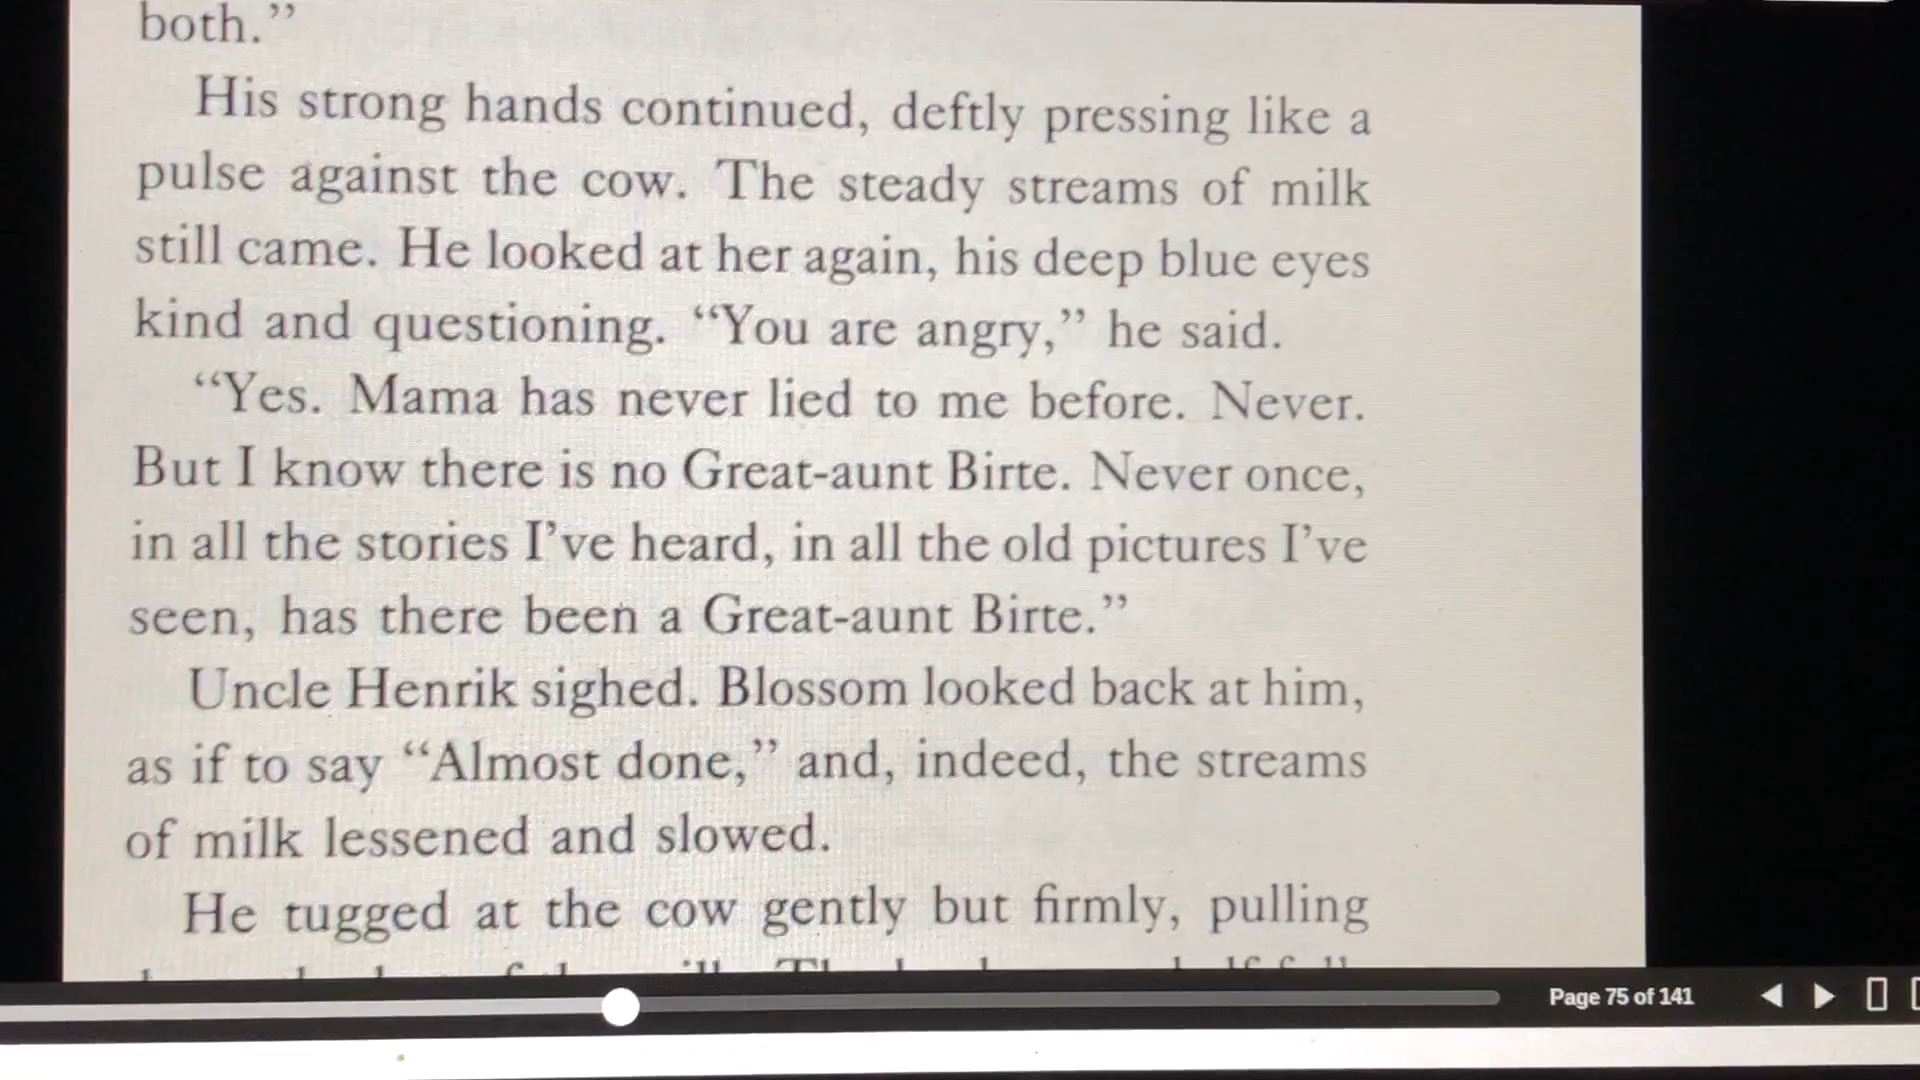 both.”
His strong hands continued, deftly pressing like a
pulse against the cow. The steady streams of milk
still came. He looked at her again, his deep blue eyes
kind and questioning. “You are angry,” he said.
“Yes. Mama has never lied to me before. Never.
But I know there is no Great-aunt Birte. Never once,
in all the stories I’ve heard, in all the old pictures I’ve
seen, has there been a Great-aunt Birte.”
Uncle Henrik sighed. Blossom looked back at him,
as if to say “Almost done,” and, indeed, the streams
of milk lessened and slowed.
He tugged at the cow gently but firmly, pulling
Page 75 of 141